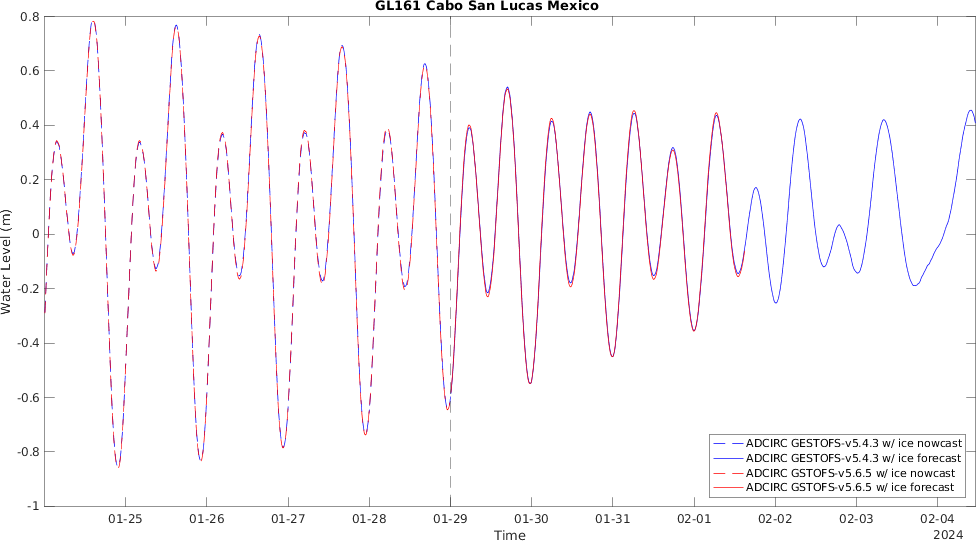 GL161 Cabo San Lucas Mexico
0.8
0.6
0.4
0.2
0
-0.2
-0.4
-0.6
-0.8
-1
Water Level (m)
01-25 01-26 01-27 01-28 01-29 01-30 01-31 02-01 02-02 02-03 02-04
Time
2024
ADCIRC GESTOFS-v5.4.3 w/ ice nowcast
ADCIRC GESTOFS-v5.4.3 w/ ice forecast
ADCIRC GSTOFS-v5.6.5 w/ ice nowcast
ADCIRC GSTOFS-v5.6.5 w/ ice forecast